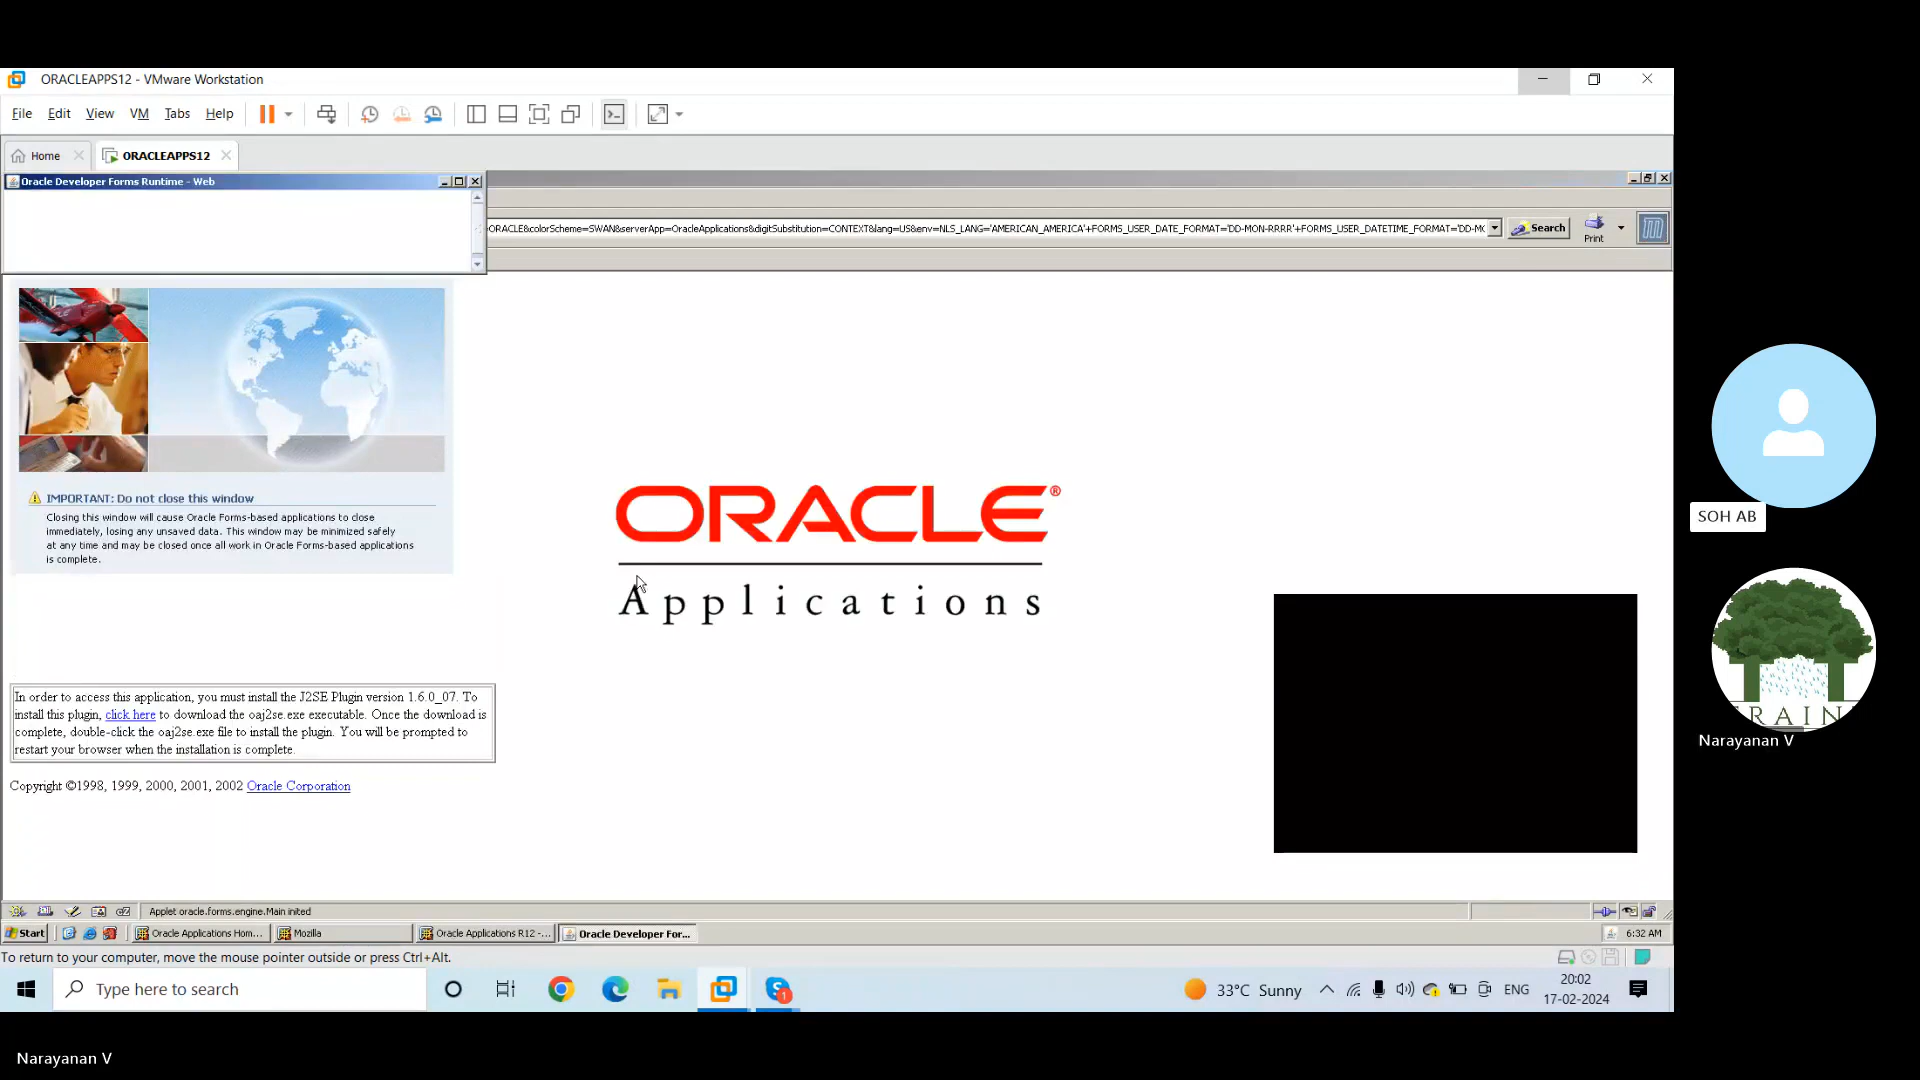 ORACLEAPPS12 - VMware Workstation
File Edit View VM Tabs Help
Home ORACLEAPPS12
Oracle Developer Forms Runtime - Web
ORACLE&colorScheme=SWAN&serverApp=OracleApplications&digitSubstitution=CONTEXT&lang=US&env=NLS_LANG='AMERICAN_AMERICA'+FORMS_USER_DATE_FORMAT='DD-MON-RRRR'+FORMS_USER_DATETIME_FORMAT='DD-MC Search
Print
IMPORTANT: Do not close this window
Closing this window will cause Oracle Forms-based applications to close
immediately, losing any unsaved data. This window may be minimized safely
at any time and may be closed once all work in Oracle Forms-based applications
is complete.
ORACLE®
Applications
In order to access this application, you must install the J2SE Plugin version 1.6.0_07. To
install this plugin, click here to download the oaj2se.exe executable. Once the download is
complete, double-click the oaj2se.exe file to install the plugin. You will be prompted to
restart your browser when the installation is complete.
Copyright ©1998, 1999, 2000, 2001, 2002 Oracle Corporation
SOH AB
RAIN
Narayanan V
Applet oracle.forms.engine.Main inited
Start Oracle Applications Hom... Mozilla Oracle Applications R12 -... Oracle Developer For... 6:32 AM
To return to your computer, move the mouse pointer outside or press Ctrl+Alt.
Type here to search 1 33°C Sunny ENG 20:02
17-02-2024
Narayanan V